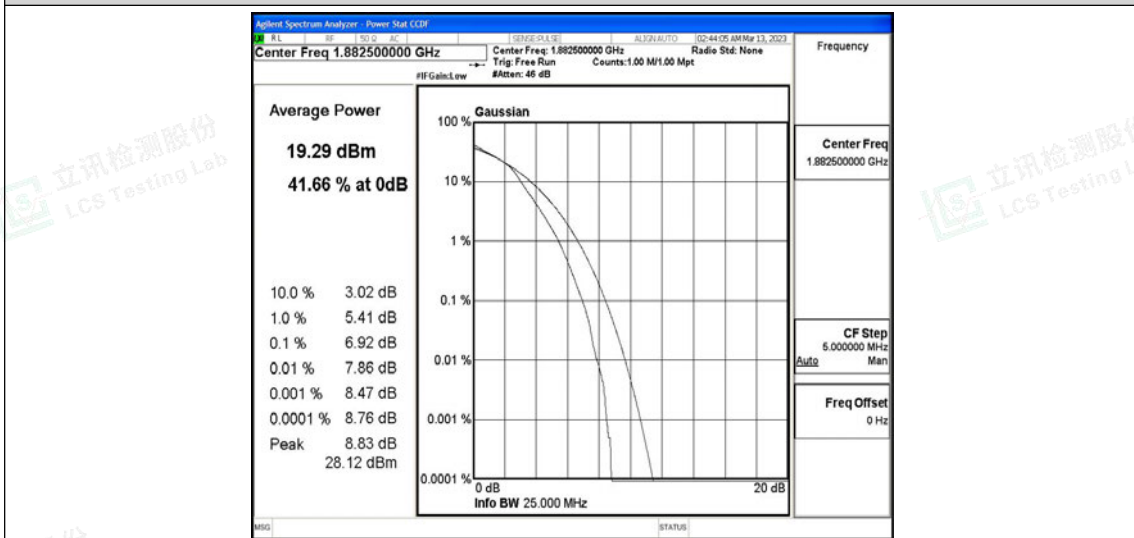 Agilent Spectrum Analyzer - Power Stat CCDF
RL RF 50 Ω AC SENSE:PULSE ALIGN AUTO 02:44:05 AM Mar 13, 2023
Center Freq 1.882500000 GHz
Center Freq: 1.882500000 GHz Radio Std: None
Trig: Free Run Counts:1.00 M/1.00 Mpt
#IFGain:Low #Atten: 46 dB
Frequency
Average Power
19.29 dBm
41.66 % at 0dB
10.0 % 3.02 dB
1.0 % 5.41 dB
0.1 % 6.92 dB
0.01 % 7.86 dB
0.001 % 8.47 dB
0.0001 % 8.76 dB
Peak 8.83 dB
28.12 dBm
Gaussian
100 %
10 %
1 %
0.1 %
0.01 %
0.001 %
0.0001 %
0 dB 20 dB
Info BW 25.000 MHz
Center Freq
1.882500000 GHz
CF Step
5.000000 MHz
Auto Man
Freq Offset
0 Hz
MSG STATUS
立讯检测股份
LCS Testing Lab
立讯检测股份
LCS Testing L